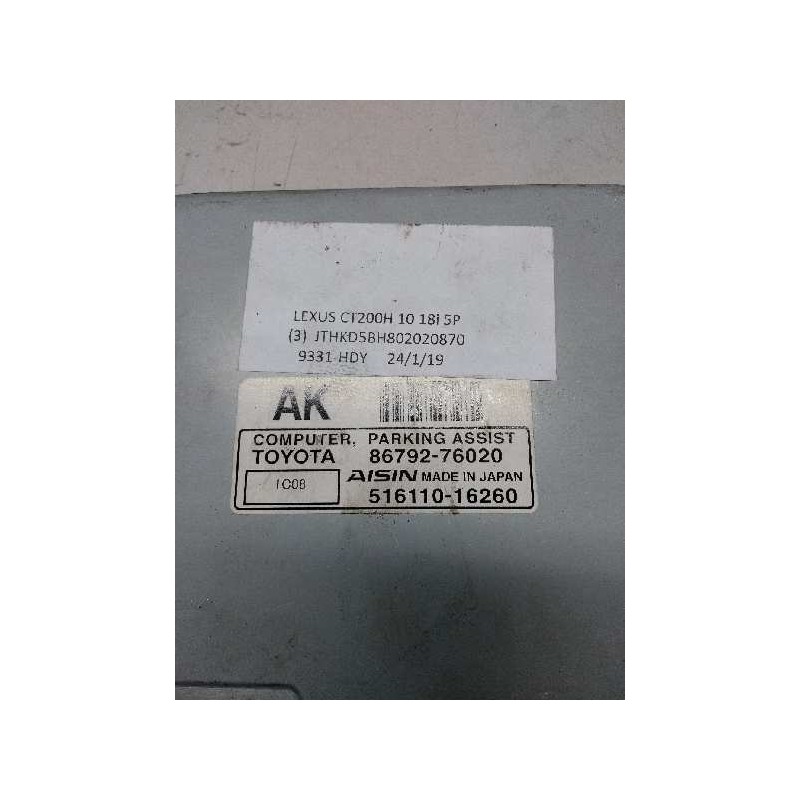 LEXUS CT200H 10 18i 5P
(3) JTHKD5BH802020870
9331-HDY 24/1/19
AK
COMPUTER, PARKING ASSIST
TOYOTA 86792-76020
1C08 AISIN MADE IN JAPAN
516110-16260